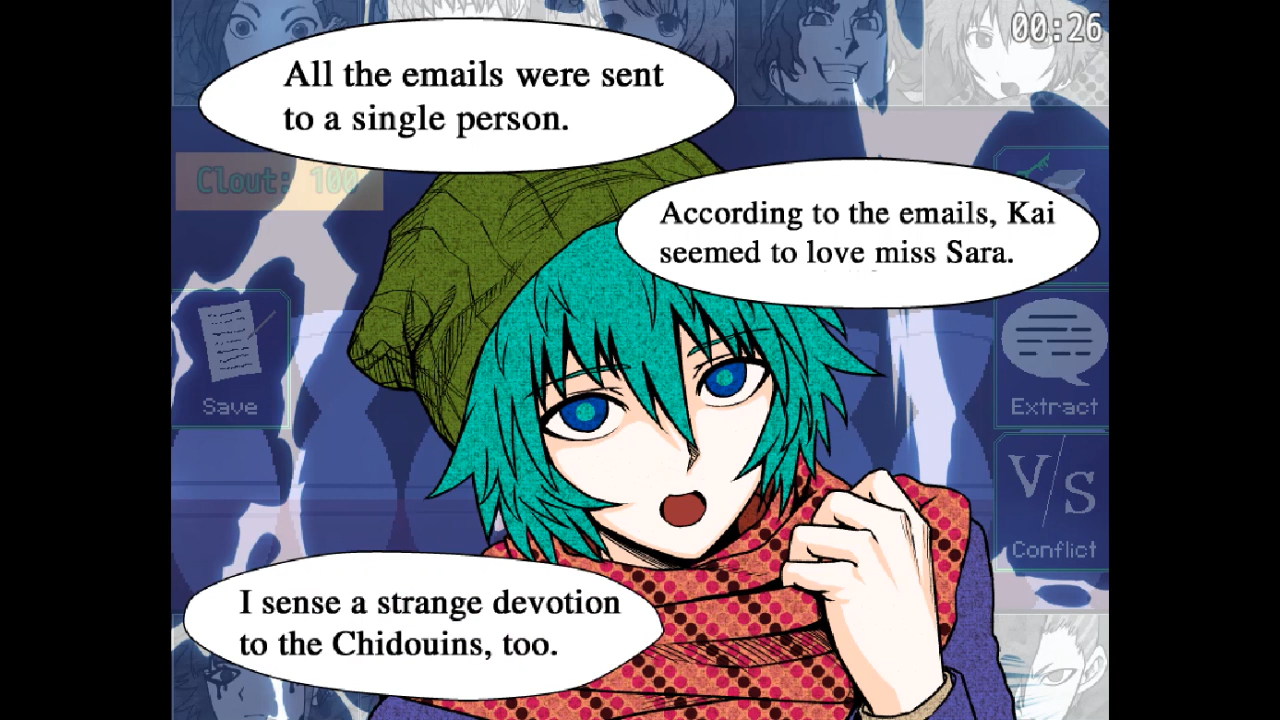 00:26
All the emails were sent
to a single person.
Clout: 100
According to the emails, Kai
seemed to love miss Sara.
Save
Extract
V/S
Conflict
I sense a strange devotion
to the Chidouins, too.